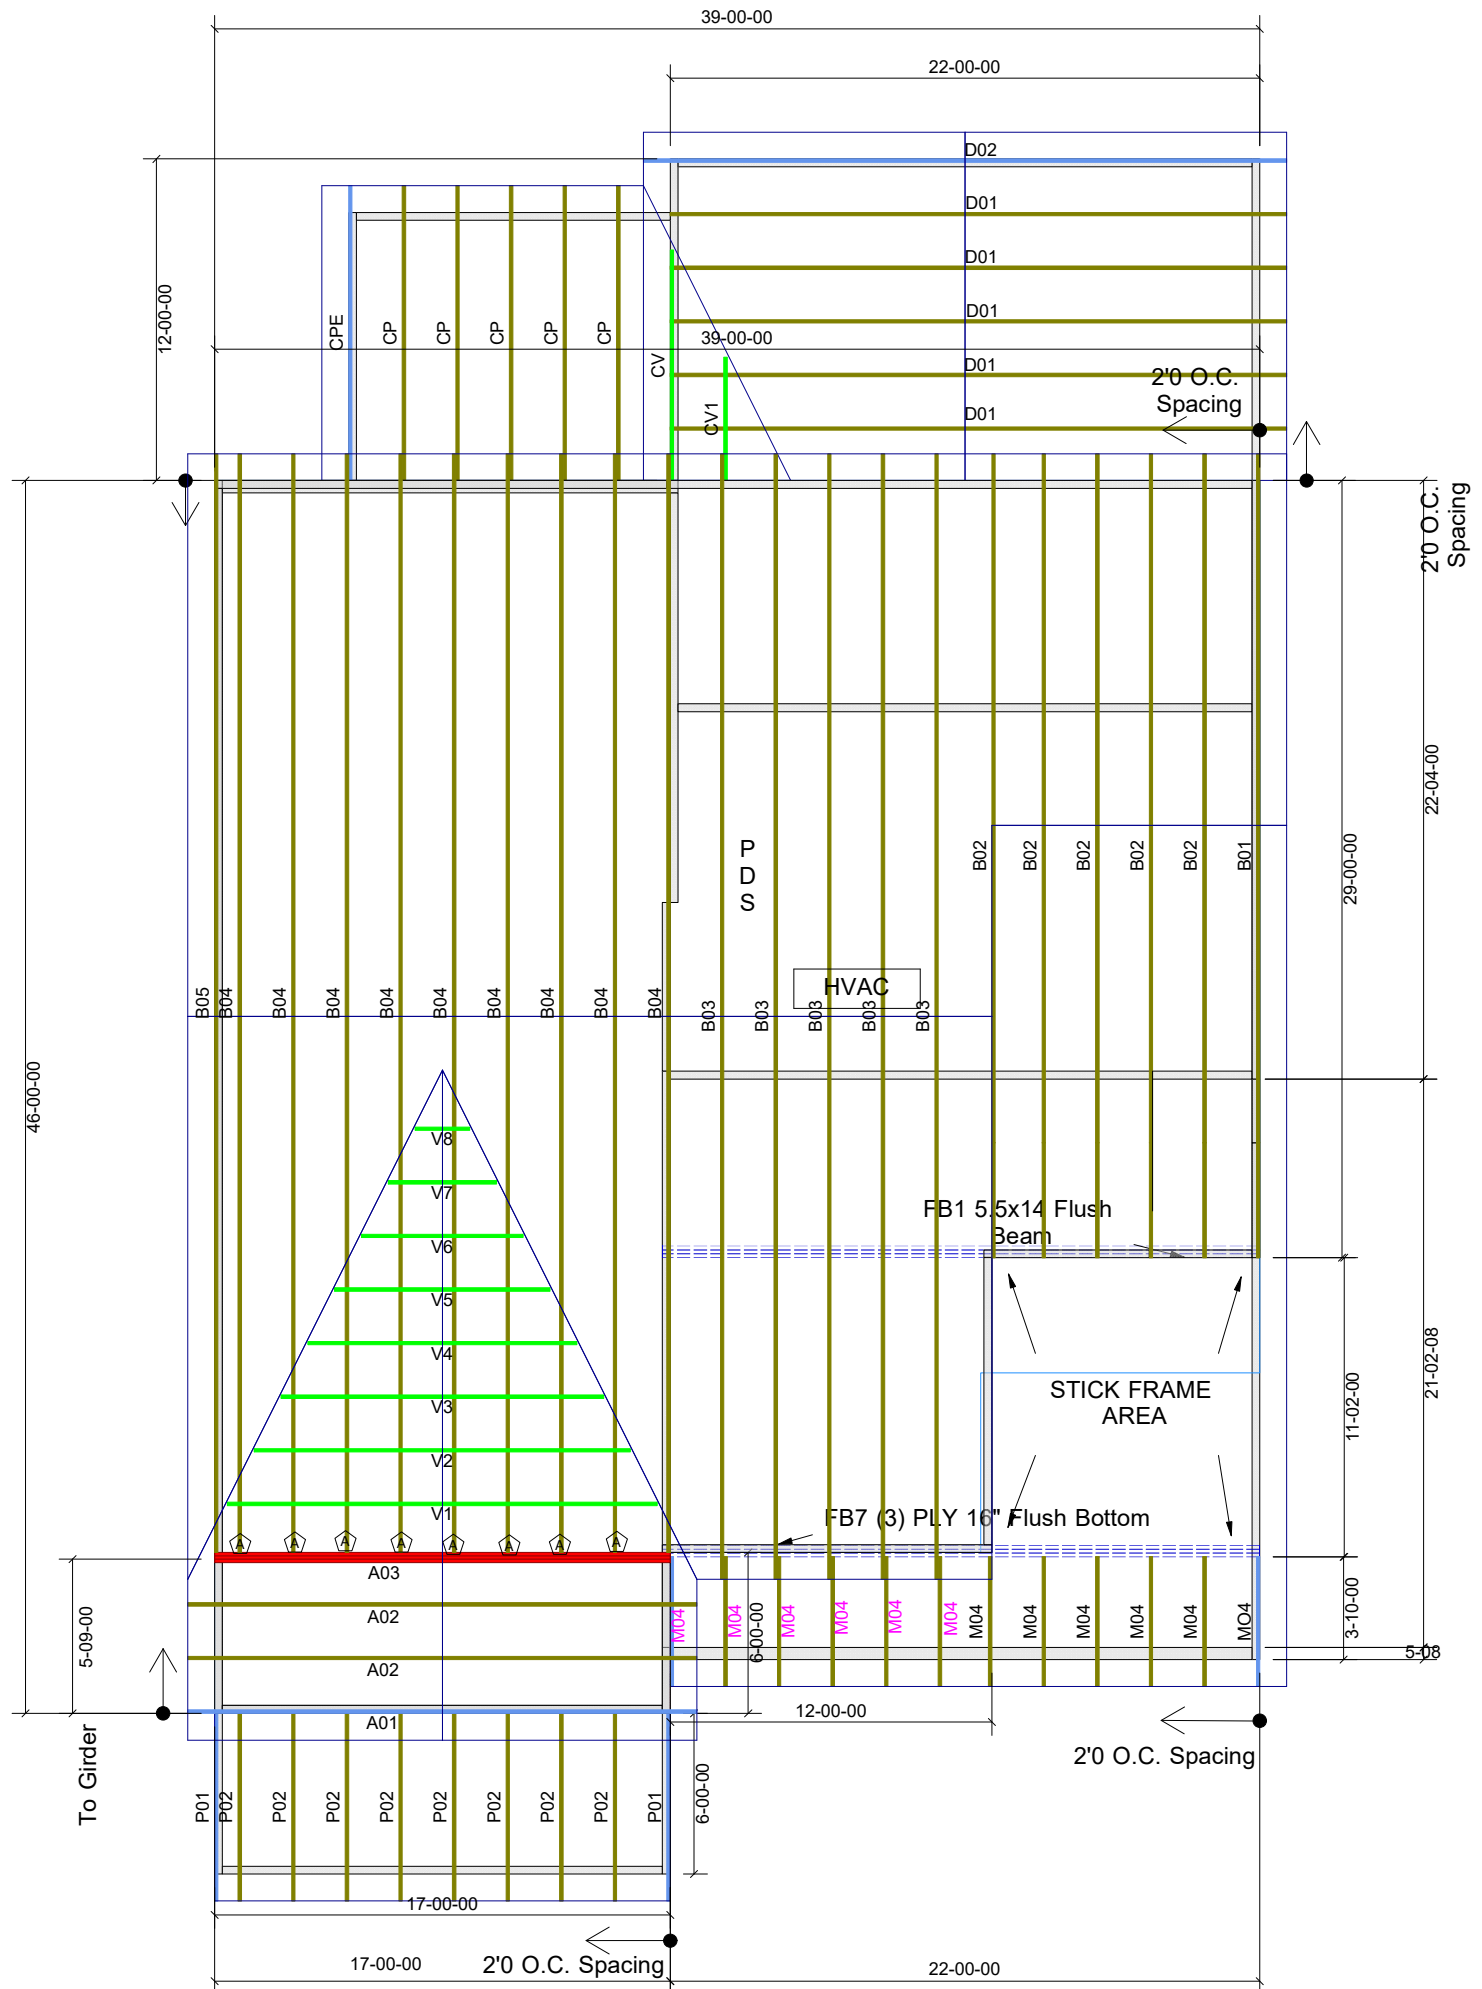 39-00-00
22-00-00
D02
D01
D01
D01
D01
D01
12-00-00
CPE
CP
CP
CP
CP
CP
CV
CV1
39-00-00
2'0 O.C.
Spacing
2'0 O.C.
Spacing
46-00-00
22-04-00
29-00-00
P
D
S
HVAC
B02
B02
B02
B02
B02
B01
B05
B04
B04
B04
B04
B04
B04
B04
B04
B04
B03
B03
B03
B03
B03
V8
V7
V6
V5
V4
V3
V2
V1
FB1 5.5x14 Flush
Beam
STICK FRAME
AREA
21-02-08
11-02-00
FB7 (3) PLY 16" Flush Bottom
A
A
A
A
A
A
A
A
A03
A02
A02
A01
5-09-00
6-00-00
M04
M04
M04
M04
M04
M04
M04
M04
M04
M04
M04
MO4
3-10-00
5-08
12-00-00
To Girder
2'0 O.C. Spacing
P01
P02
P02
P02
P02
P02
P02
P02
P02
P01
6-00-00
17-00-00
17-00-00
2'0 O.C. Spacing
22-00-00